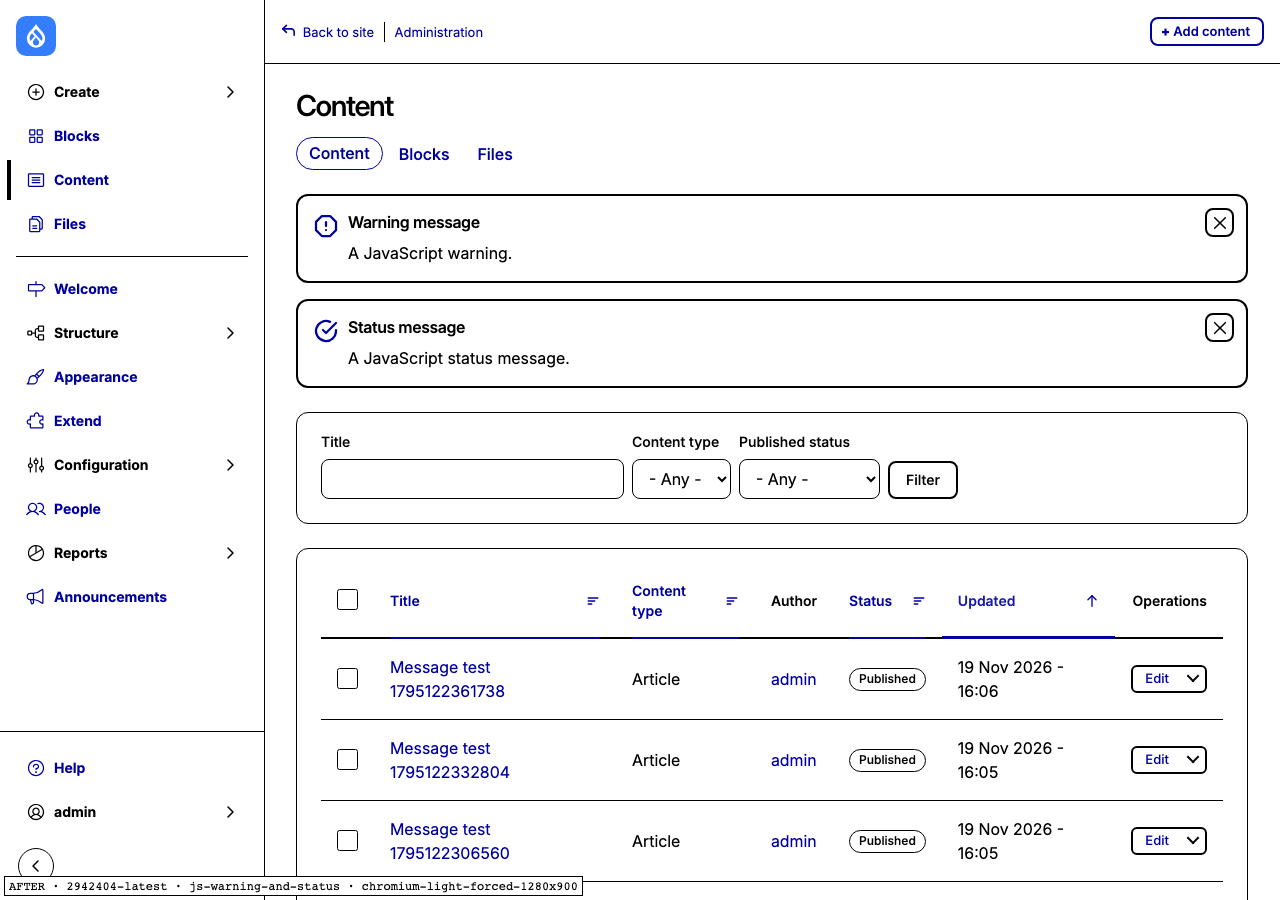 Back to site
Administration
+ Add content
Create
Blocks
Content
Files
Welcome
Structure
Appearance
Extend
Configuration
People
Reports
Announcements
Help
admin
Content
Content Blocks Files
Warning message
A JavaScript warning.
Status message
A JavaScript status message.
Title Content type Published status
- Any - - Any - Filter
Title Content type Author Status Updated Operations
Message test 1795122361738 Article admin Published 19 Nov 2026 - 16:06 Edit
Message test 1795122332804 Article admin Published 19 Nov 2026 - 16:05 Edit
Message test 1795122306560 Article admin Published 19 Nov 2026 - 16:05 Edit
AFTER · 2942404-latest · js-warning-and-status · chromium-light-forced-1280x900